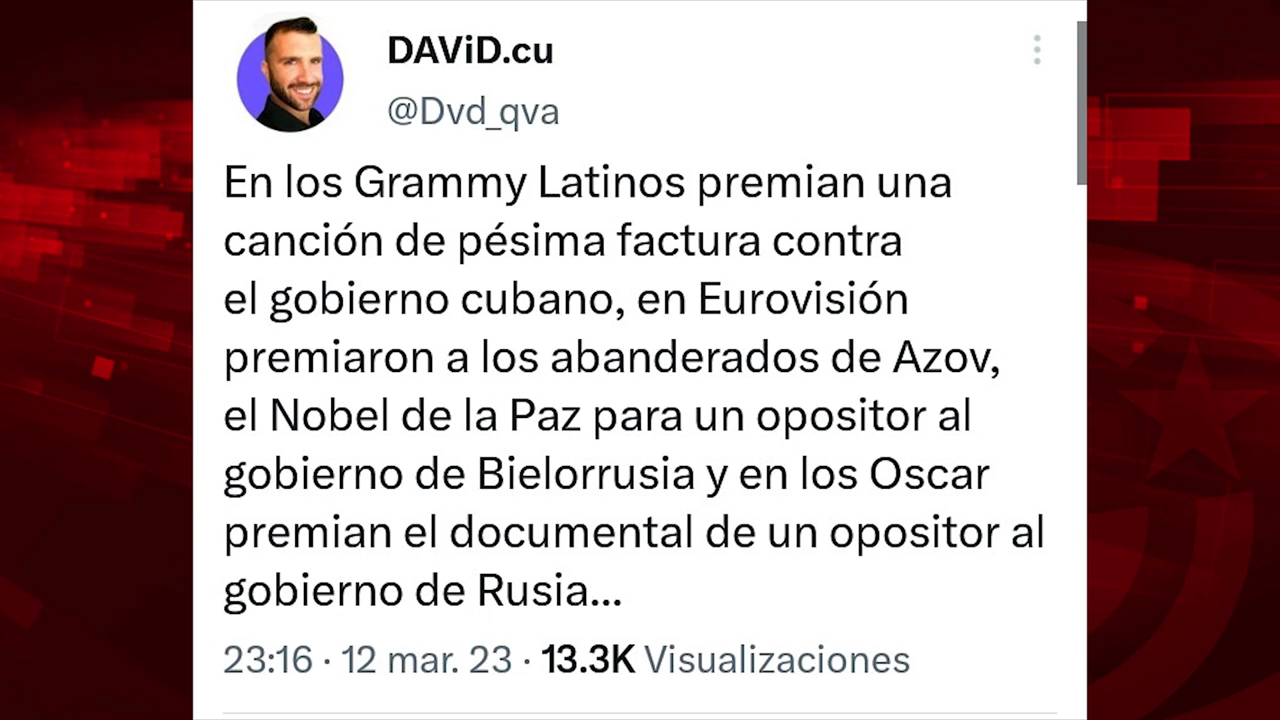 DAViD.cu
@Dvd_qva
En los Grammy Latinos premian una
canción de pésima factura contra
el gobierno cubano, en Eurovisión
premiaron a los abanderados de Azov,
el Nobel de la Paz para un opositor al
gobierno de Bielorrusia y en los Oscar
premian el documental de un opositor al
gobierno de Rusia...
23:16 · 12 mar. 23 · 13.3K Visualizaciones